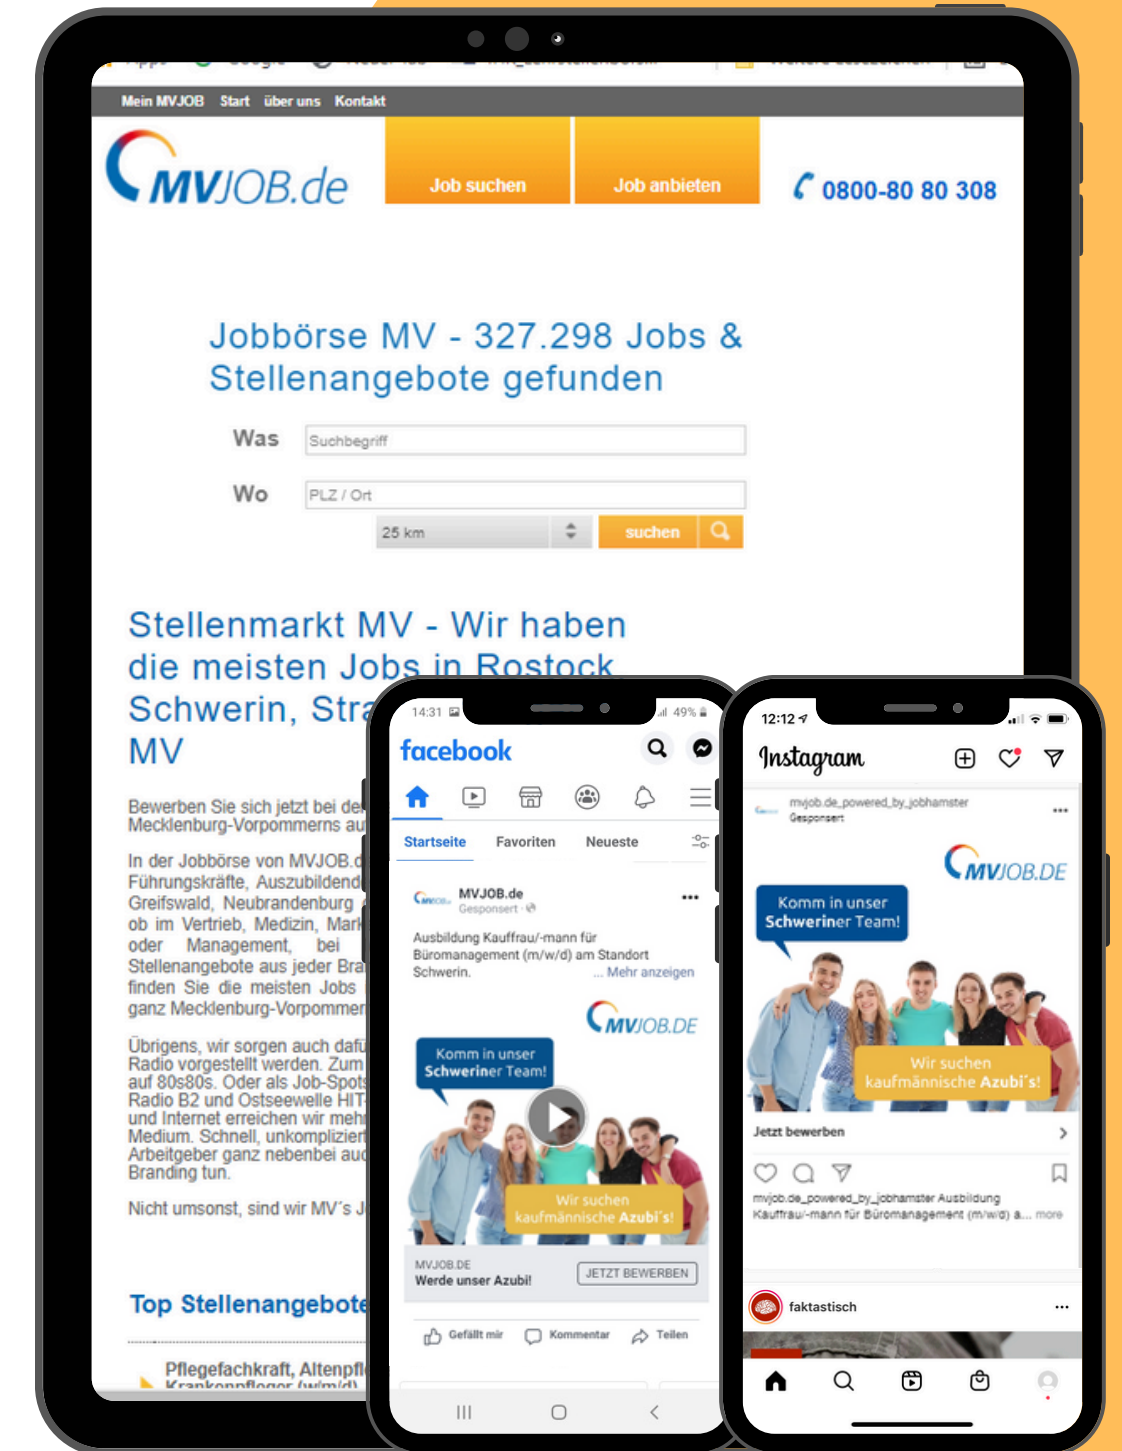 Apps Google
Mein MVJOB Start über uns Kontakt
MVJOB.de
Job suchen
Job anbieten
0800-80 80 308
Jobbörse MV - 327.298 Jobs &
Stellenangebote gefunden
Was Suchbegriff
Wo PLZ / Ort
25 km suchen
Stellenmarkt MV - Wir haben
die meisten Jobs in Rostock,
Schwerin, Stra
MV
Bewerben Sie sich jetzt bei de
Mecklenburg-Vorpommerns au
In der Jobbörse von MVJOB.d
Führungskräfte, Auszubildend
Greifswald, Neubrandenburg
ob im Vertrieb, Medizin, Mark
oder Management, bei
Stellenangebote aus jeder Bra
finden Sie die meisten Jobs
ganz Mecklenburg-Vorpommer
Übrigens, wir sorgen auch dafü
Radio vorgestellt werden. Zum
auf 80s80s. Oder als Job-Spots
Radio B2 und Ostseewelle HIT-
und Internet erreichen wir mehr
Medium. Schnell, unkompliziert
Arbeitgeber ganz nebenbei auc
Branding tun.
Nicht umsonst, sind wir MV´s J
Top Stellenangebote
Pflegefachkraft, Altenpfle
Krankenpfleger (w/m/d)
14:31 49%
facebook
Startseite Favoriten Neueste
MVJOB.de
Gesponsert
Ausbildung Kauffrau/-mann für
Büromanagement (m/w/d) am Standort
Schwerin. ... Mehr anzeigen
MVJOB.DE
Komm in unser
Schweriner Team!
Wir suchen
kaufmännische Azubi´s!
MVJOB.DE
Werde unser Azubi!
JETZT BEWERBEN
Gefällt mir Kommentar Teilen
12:12
Instagram
mvjob.de_powered_by_jobhamster
Gesponsert
MVJOB.DE
Komm in unser
Schweriner Team!
Wir suchen
kaufmännische Azubi´s!
Jetzt bewerben
mvjob.de_powered_by_jobhamster Ausbildung
Kauffrau/-mann für Büromanagement (m/w/d) a... more
faktastisch